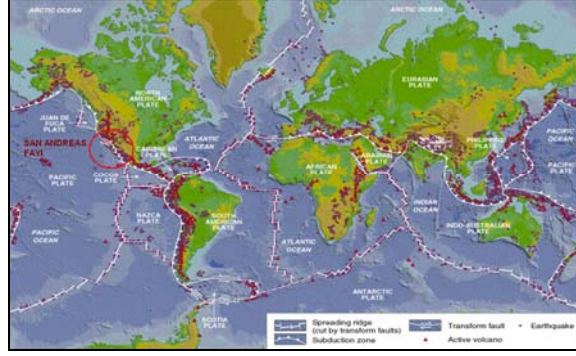 ARCTIC OCEAN
ARCTIC OCEAN
NORTH
AMERICAN
PLATE
EURASIAN
PLATE
JUAN DE
FUCA
PLATE
SAN ANDREAS
FAYI
ATLANTIC
OCEAN
CARIBBEAN
PLATE
ARABIAN
PLATE
PHILIPPINE
PLATE
PACIFIC
OCEAN
AFRICAN
PLATE
COCOS
PLATE
PACIFIC
PLATE
PACIFIC
PLATE
NAZCA
PLATE
SOUTH
AMERICAN
PLATE
INDIAN
OCEAN
INDO-AUSTRALIAN
PLATE
PACIFIC
OCEAN
ATLANTIC
OCEAN
ANTARCTIC
PLATE
SCOTIA
PLATE
Spreading ridge
(cut by transform faults)
Subduction zone
Transform fault
Active volcano
Earthquake